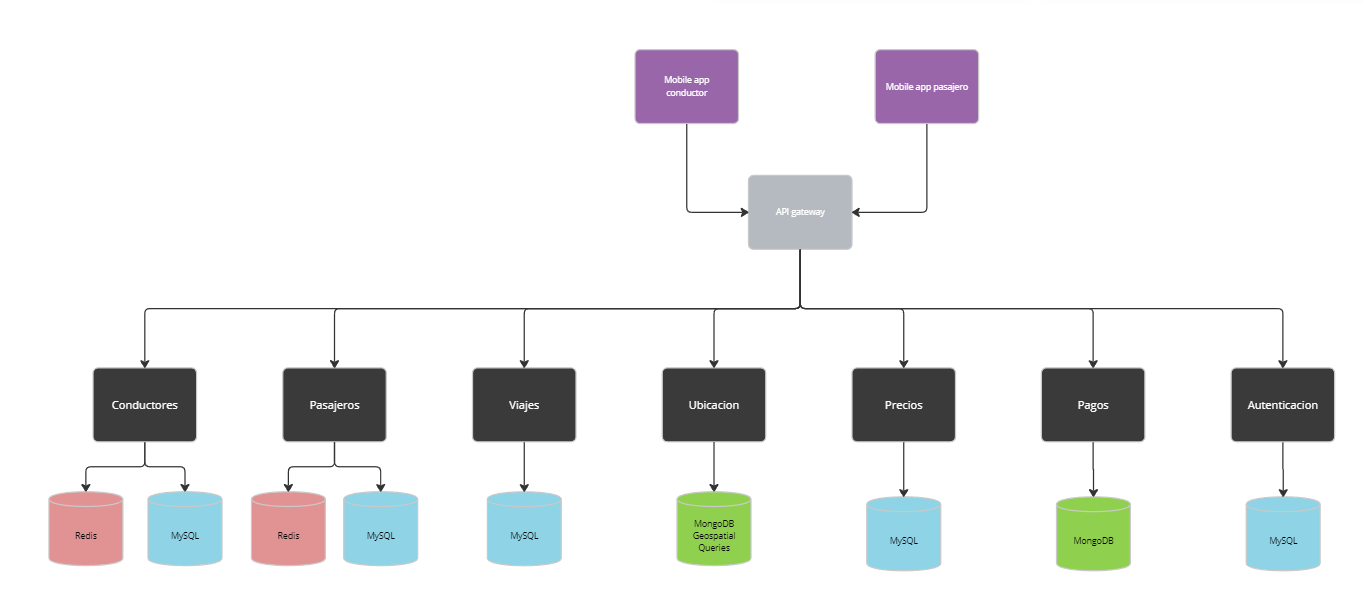 Mobile app
conductor
Mobile app pasajero
API gateway
Conductores
Pasajeros
Viajes
Ubicacion
Precios
Pagos
Autenticacion
Redis
MySQL
Redis
MySQL
MySQL
MongoDB
Geospatial
Queries
MySQL
MongoDB
MySQL